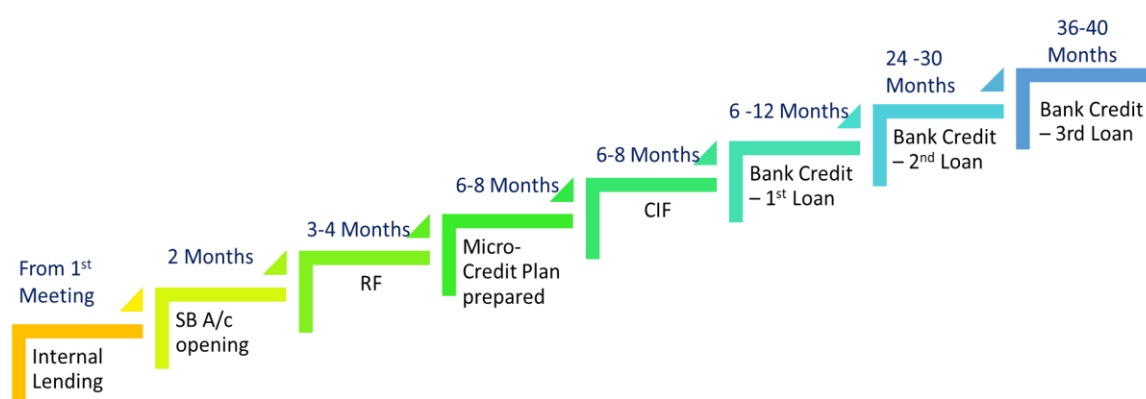 From 1st
Meeting
Internal
Lending
2 Months
SB A/c
opening
3-4 Months
RF
6-8 Months
Micro-
Credit Plan
prepared
6-8 Months
CIF
6 -12 Months
Bank Credit
– 1st Loan
24 -30
Months
Bank Credit
– 2nd Loan
36-40
Months
Bank Credit
– 3rd Loan